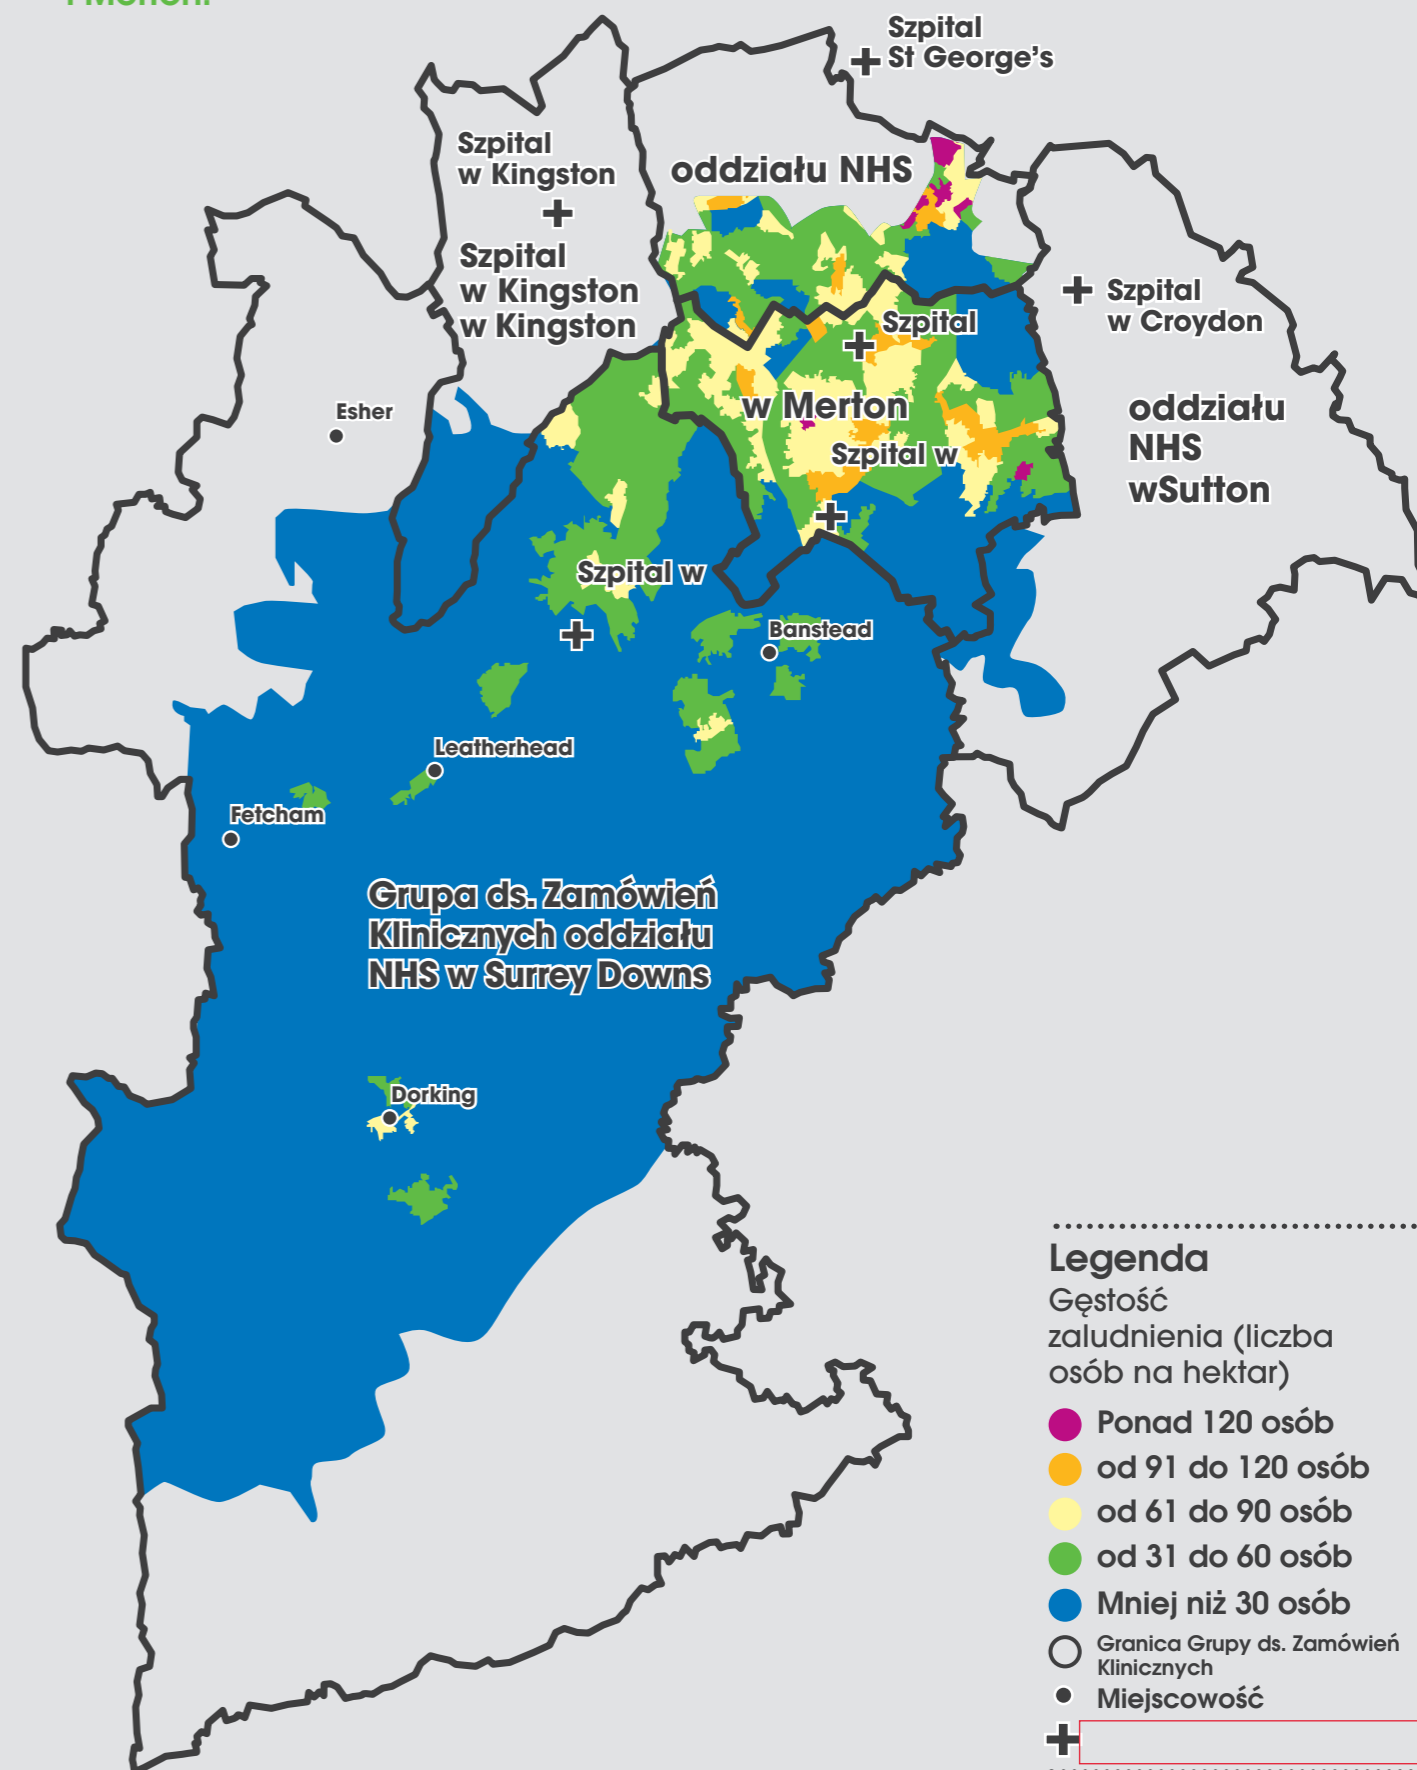 i Merton.
Szpital
St George's
Szpital
w Kingston
oddziału NHS
Szpital
w Kingston
w Kingston
Szpital
w Croydon
Szpital
Esher
w Merton
oddziału
NHS
wSutton
Szpital w
Szpital w
Banstead
Leatherhead
Fetcham
Grupa ds. Zamówień
Klinicznych oddziału
NHS w Surrey Downs
Dorking
Legenda
Gęstość
zaludnienia (liczba
osób na hektar)
Ponad 120 osób
od 91 do 120 osób
od 61 do 90 osób
od 31 do 60 osób
Mniej niż 30 osób
Granica Grupy ds. Zamówień
Klinicznych
Miejscowość